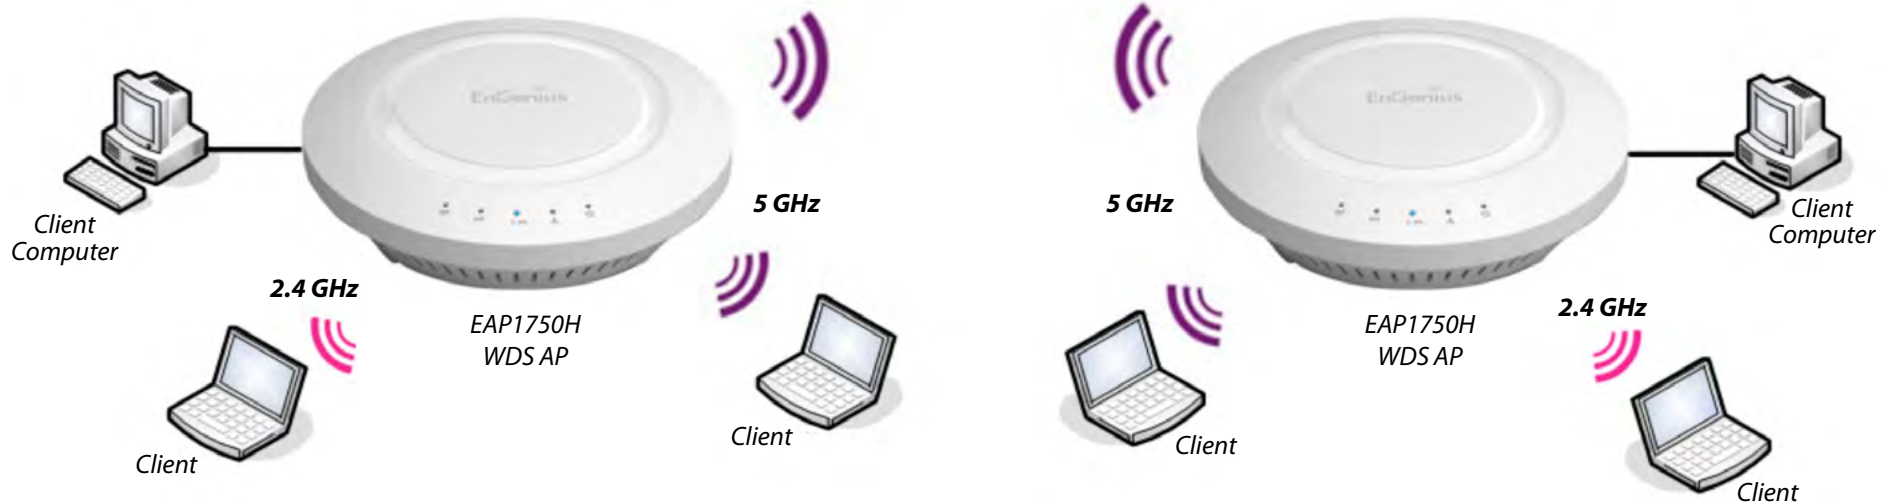 EnGenius
EnGenius
5 GHz
5 GHz
Client
Computer
Client
Computer
2.4 GHz
2.4 GHz
EAP1750H
WDS AP
EAP1750H
WDS AP
Client
Client
Client
Client